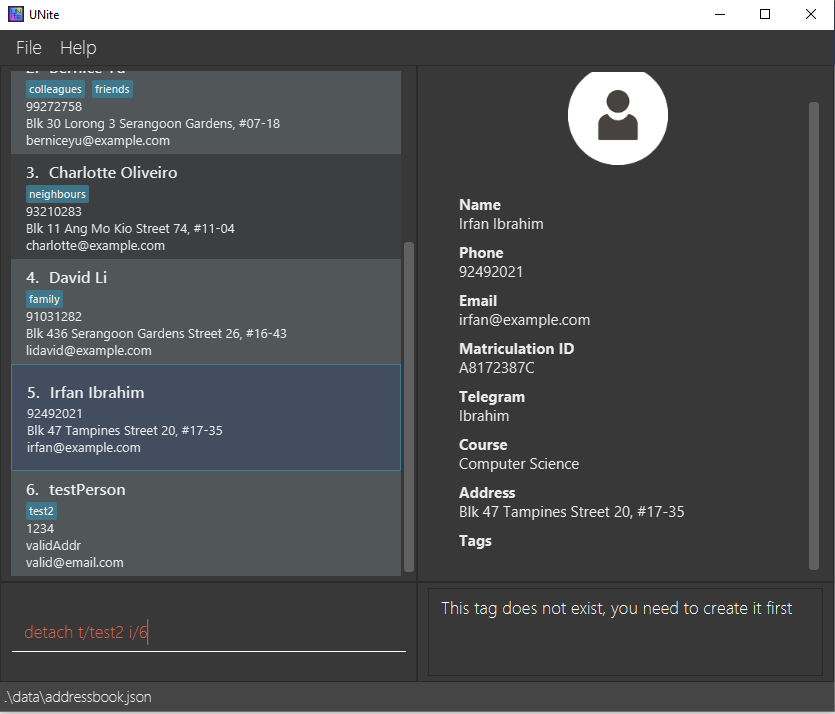 UNite
File Help
2. Bernice Yu
colleagues friends
99272758
Blk 30 Lorong 3 Serangoon Gardens, #07-18
berniceyu@example.com
3. Charlotte Oliveiro
neighbours
93210283
Blk 11 Ang Mo Kio Street 74, #11-04
charlotte@example.com
4. David Li
family
91031282
Blk 436 Serangoon Gardens Street 26, #16-43
lidavid@example.com
5. Irfan Ibrahim
92492021
Blk 47 Tampines Street 20, #17-35
irfan@example.com
6. testPerson
test2
1234
validAddr
valid@email.com
Name
Irfan Ibrahim
Phone
92492021
Email
irfan@example.com
Matriculation ID
A8172387C
Telegram
Ibrahim
Course
Computer Science
Address
Blk 47 Tampines Street 20, #17-35
Tags
detach t/test2 i/6
This tag does not exist, you need to create it first
.\data\addressbook.json